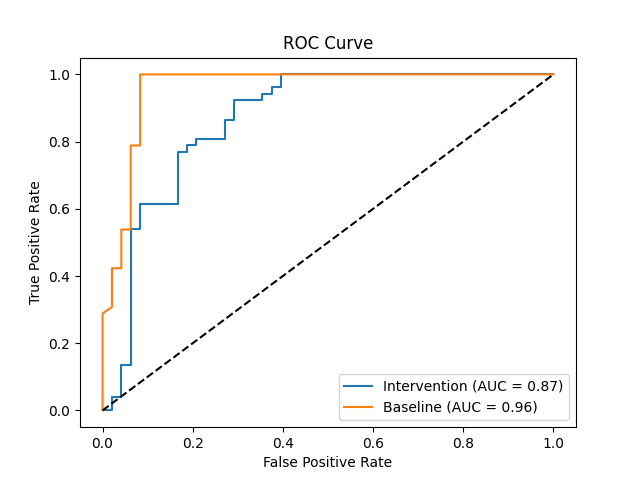 ROC Curve
True Positive Rate
1.0
0.8
0.6
0.4
0.2
0.0
0.0 0.2 0.4 0.6 0.8 1.0
False Positive Rate
Intervention (AUC = 0.87)
Baseline (AUC = 0.96)